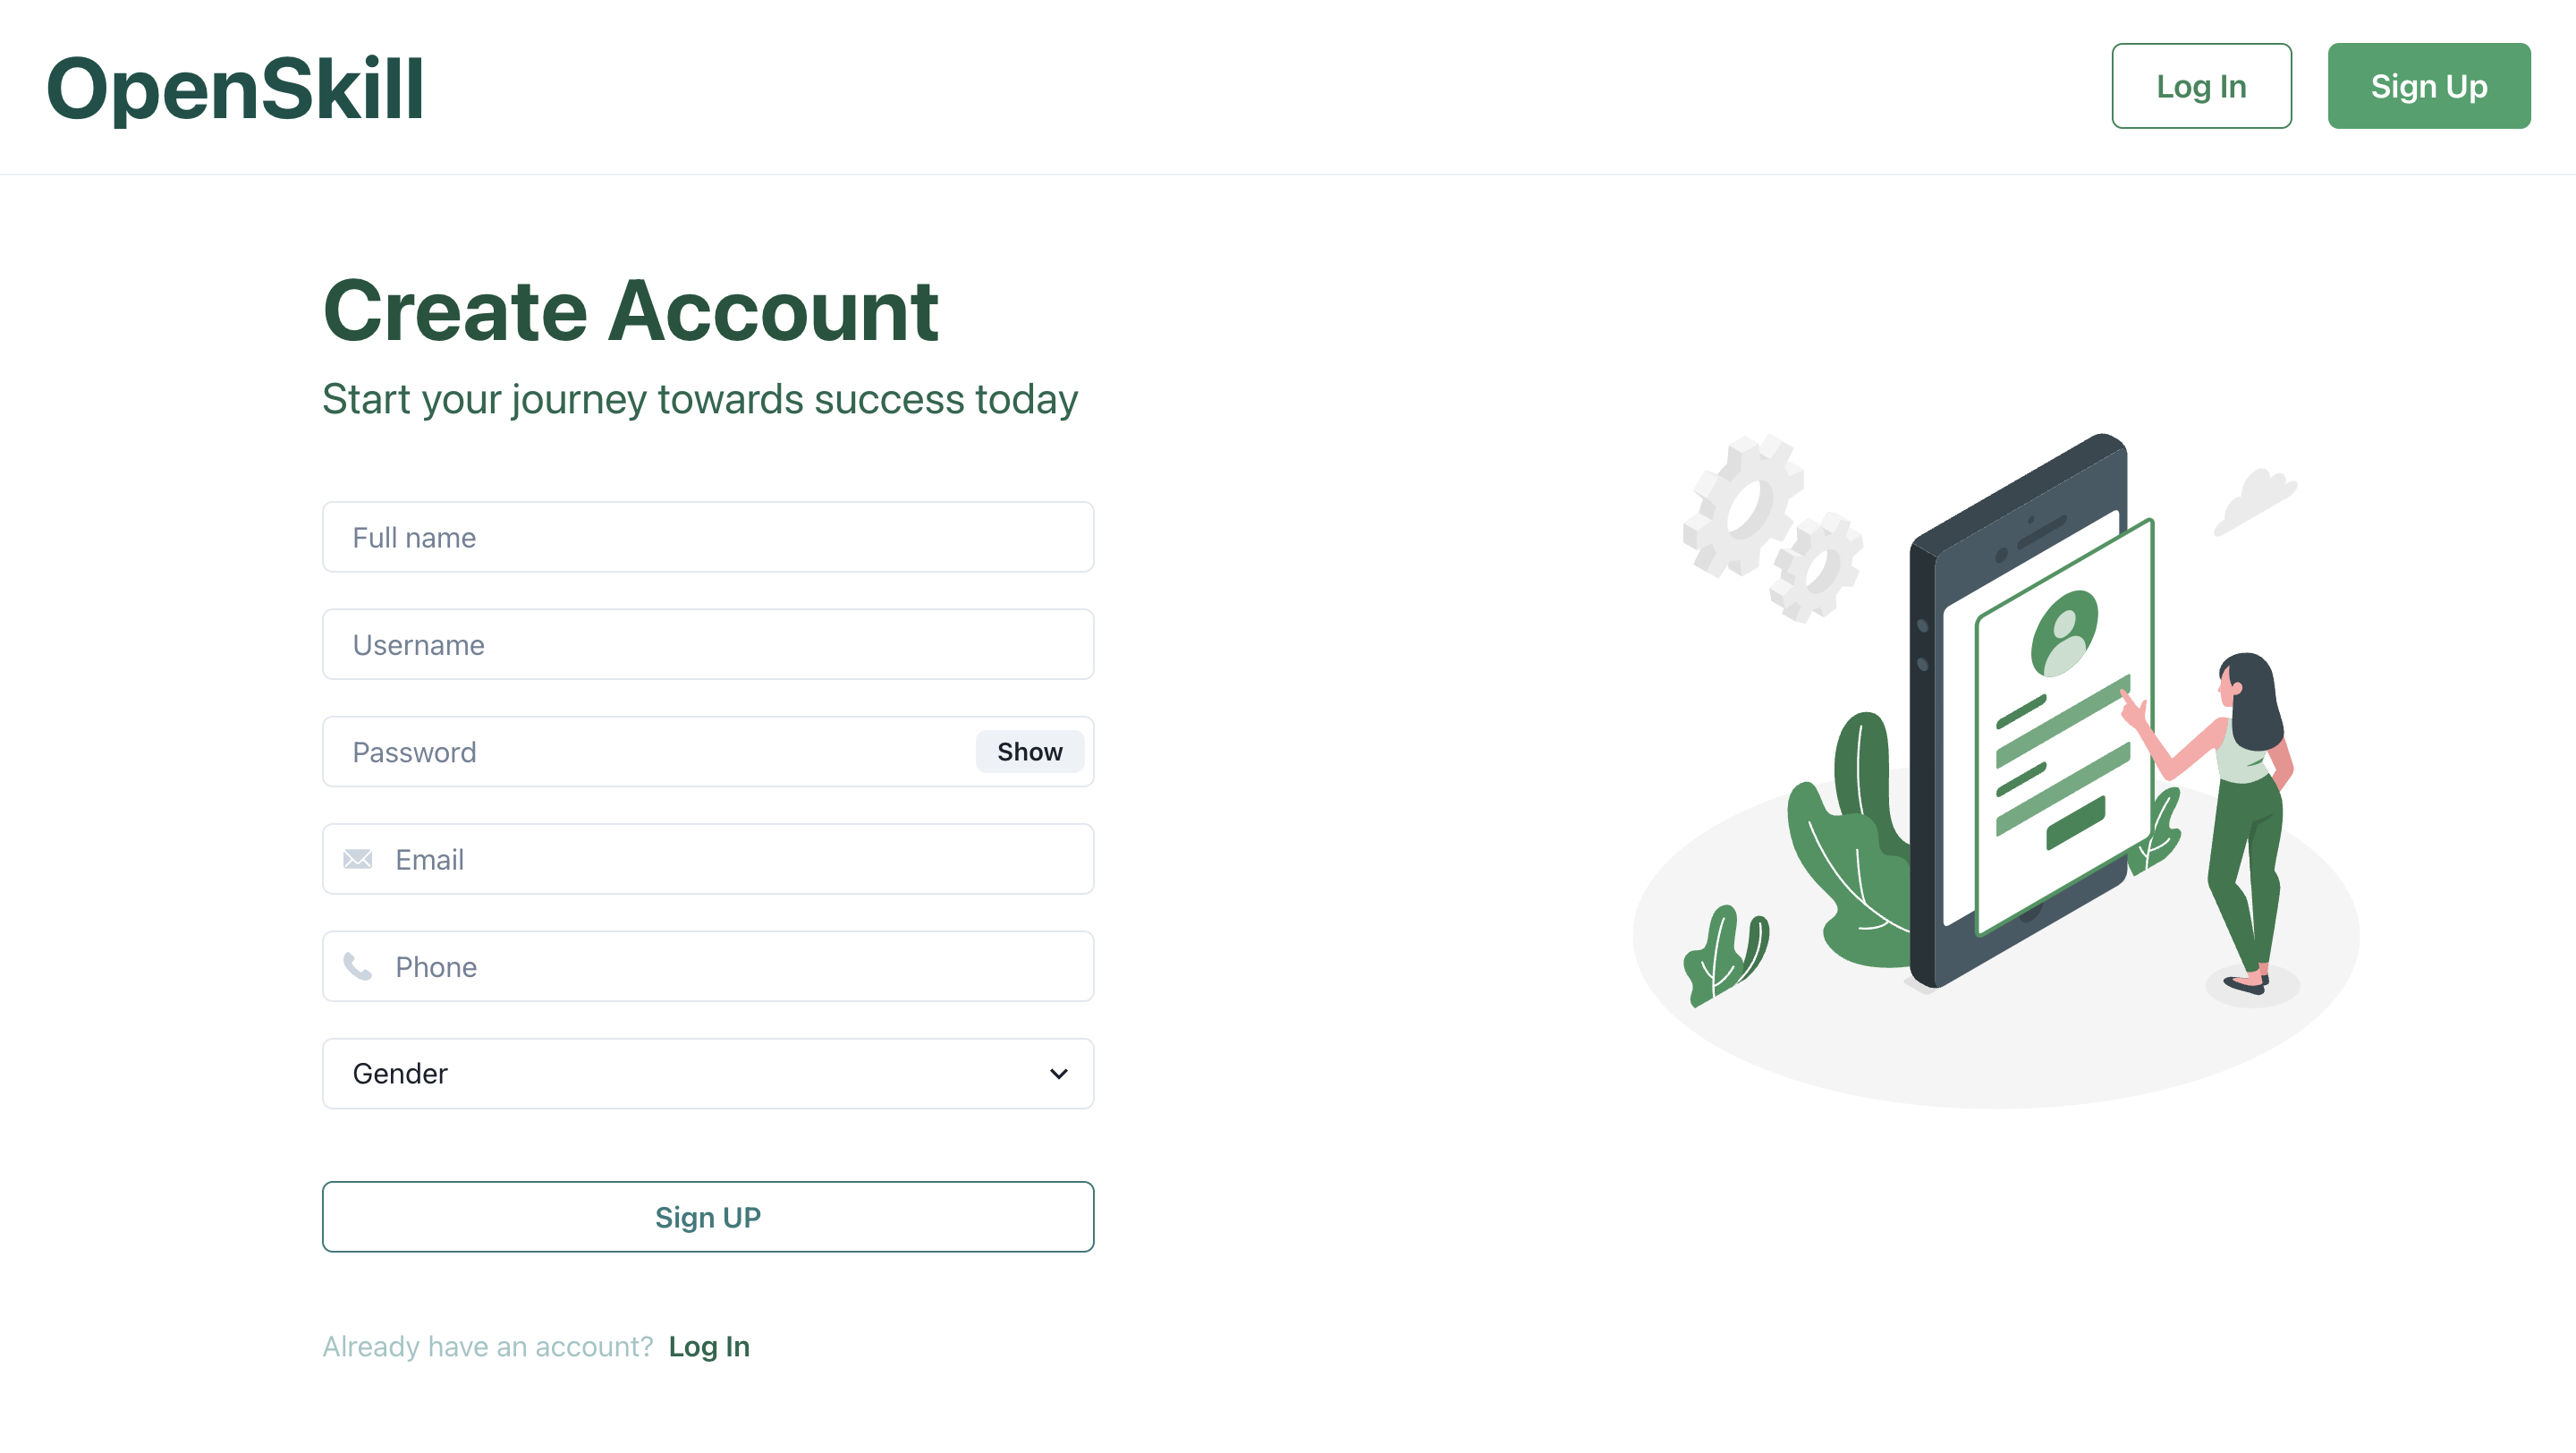 OpenSkill
Log In
Sign Up
Create Account
Start your journey towards success today
Full name
Username
Password
Show
Email
Phone
Gender
Sign UP
Already have an account? Log In